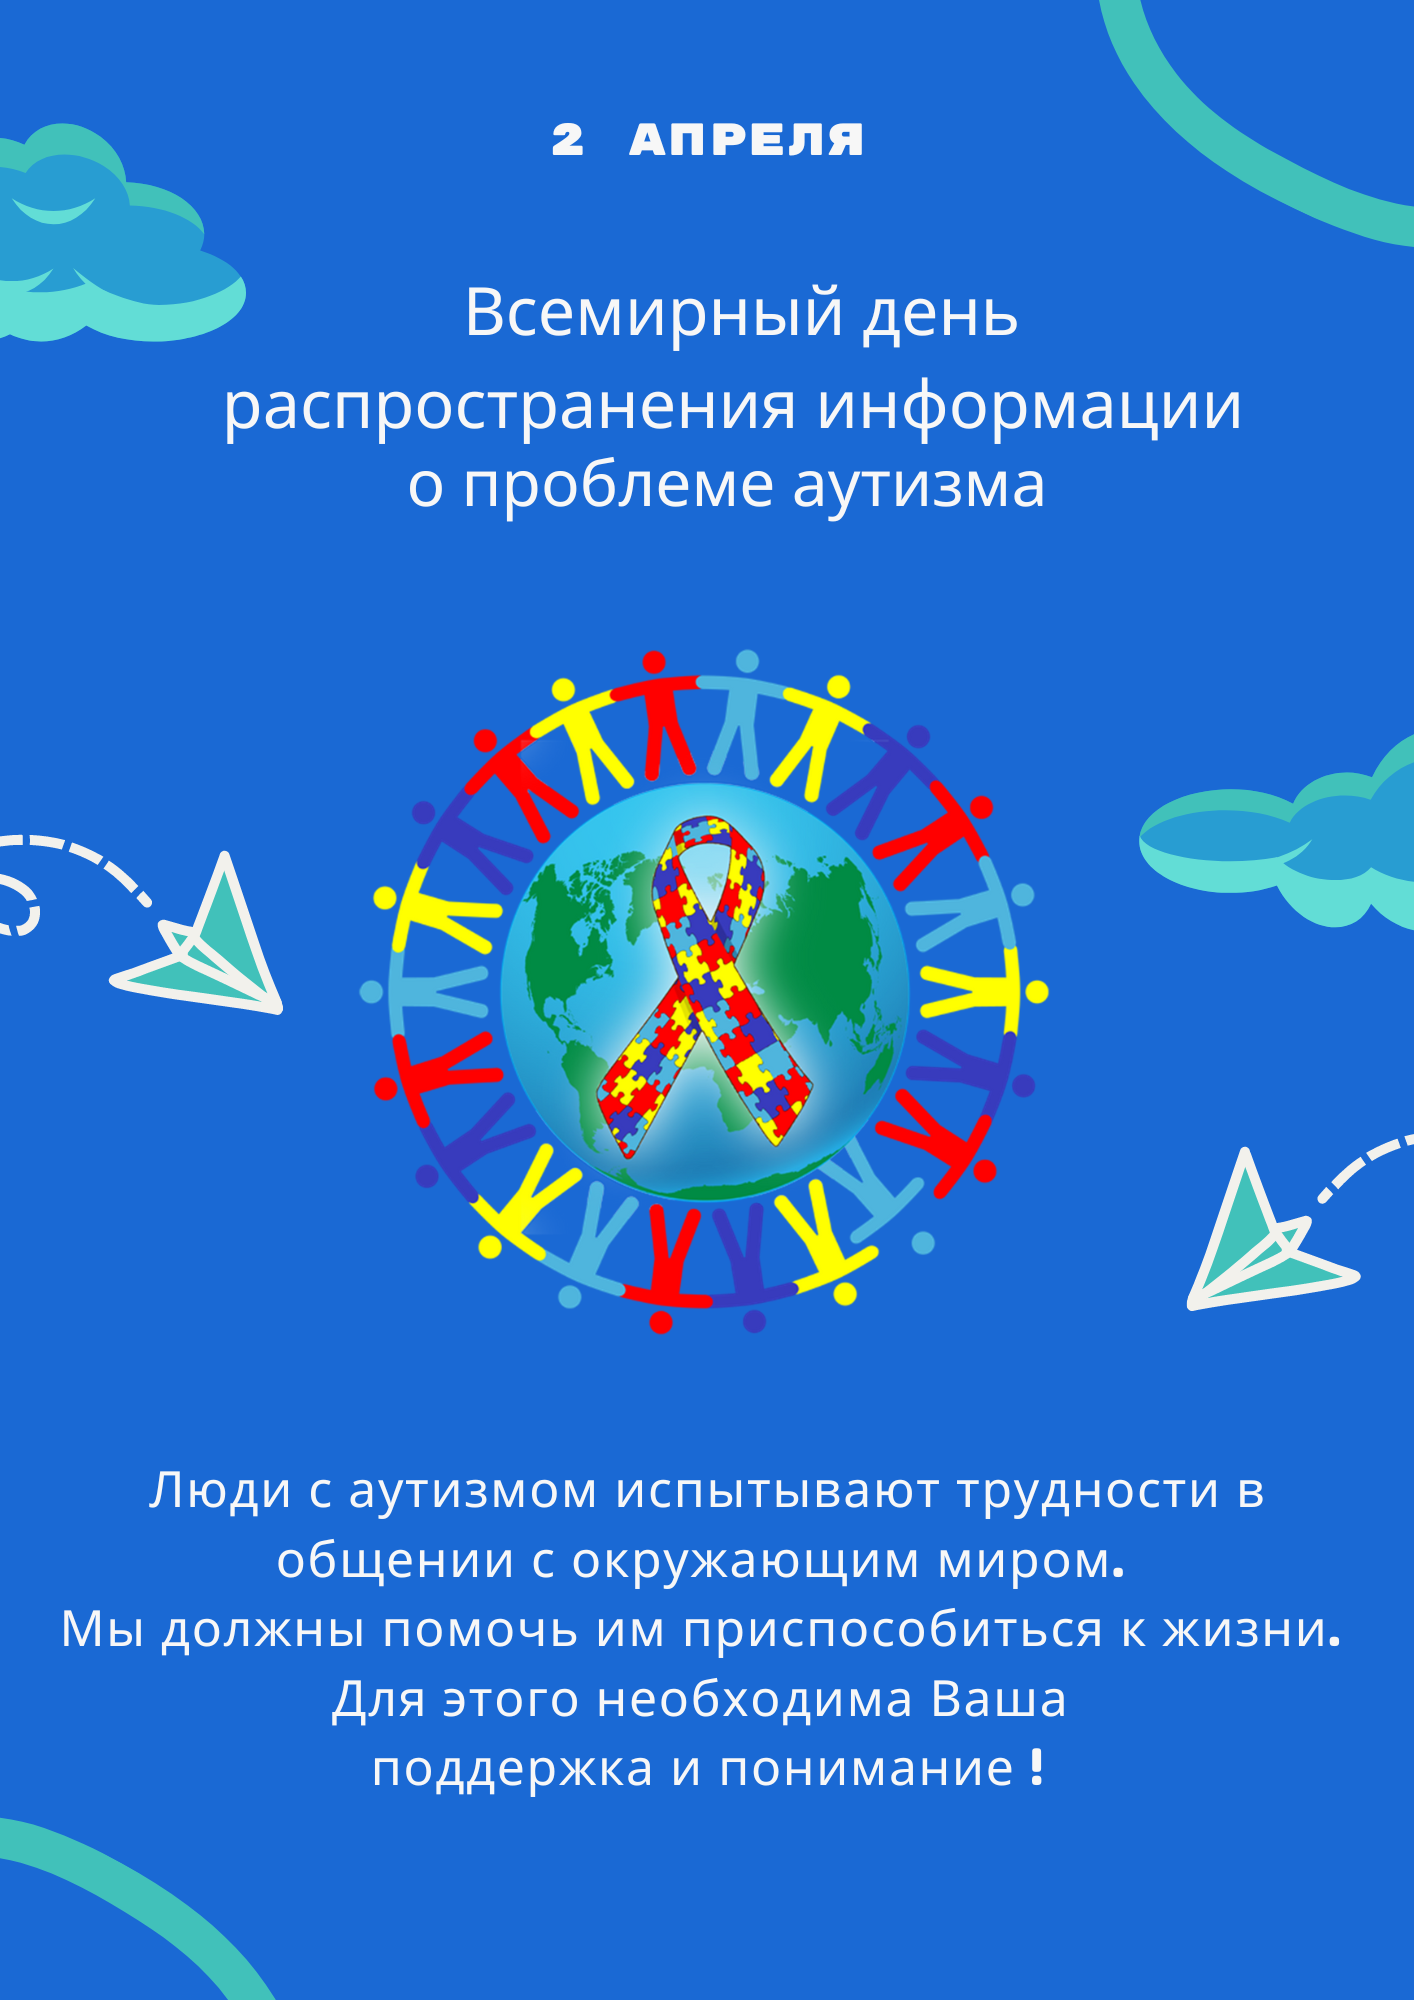 2 АПРЕЛЯ
Всемирный день
распространения информации
о проблеме аутизма
Люди с аутизмом испытывают трудности в
общении с окружающим миром.
Мы должны помочь им приспособиться к жизни.
Для этого необходима Ваша
поддержка и понимание !